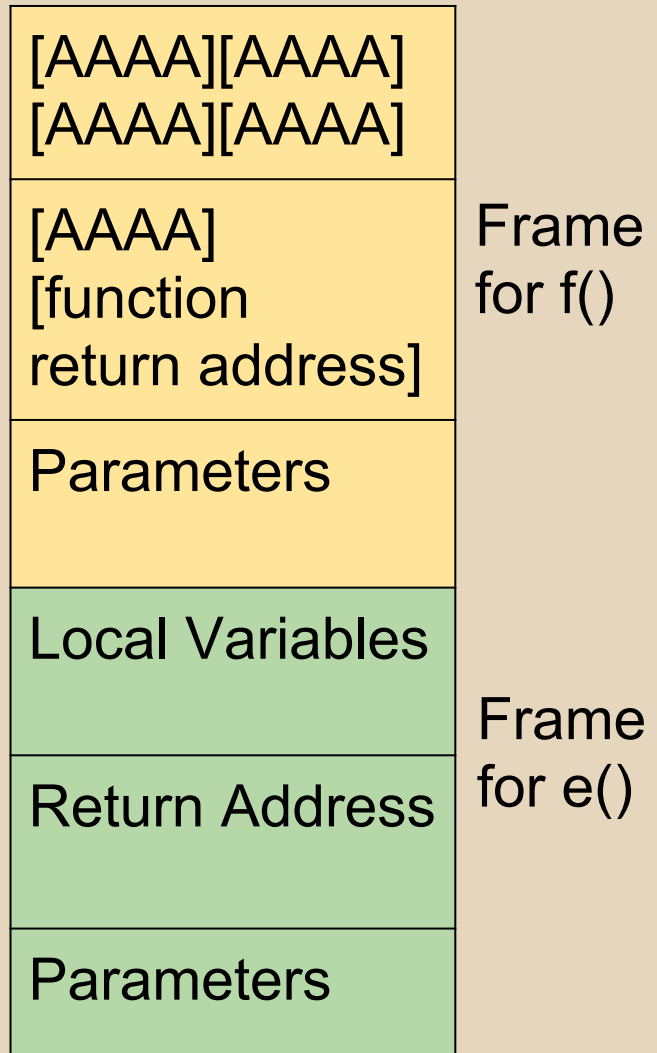 [AAAA][AAAA]
[AAAA][AAAA]
[AAAA]
[function
return address]
Frame
for f()
Parameters
Local Variables
Return Address
Frame
for e()
Parameters